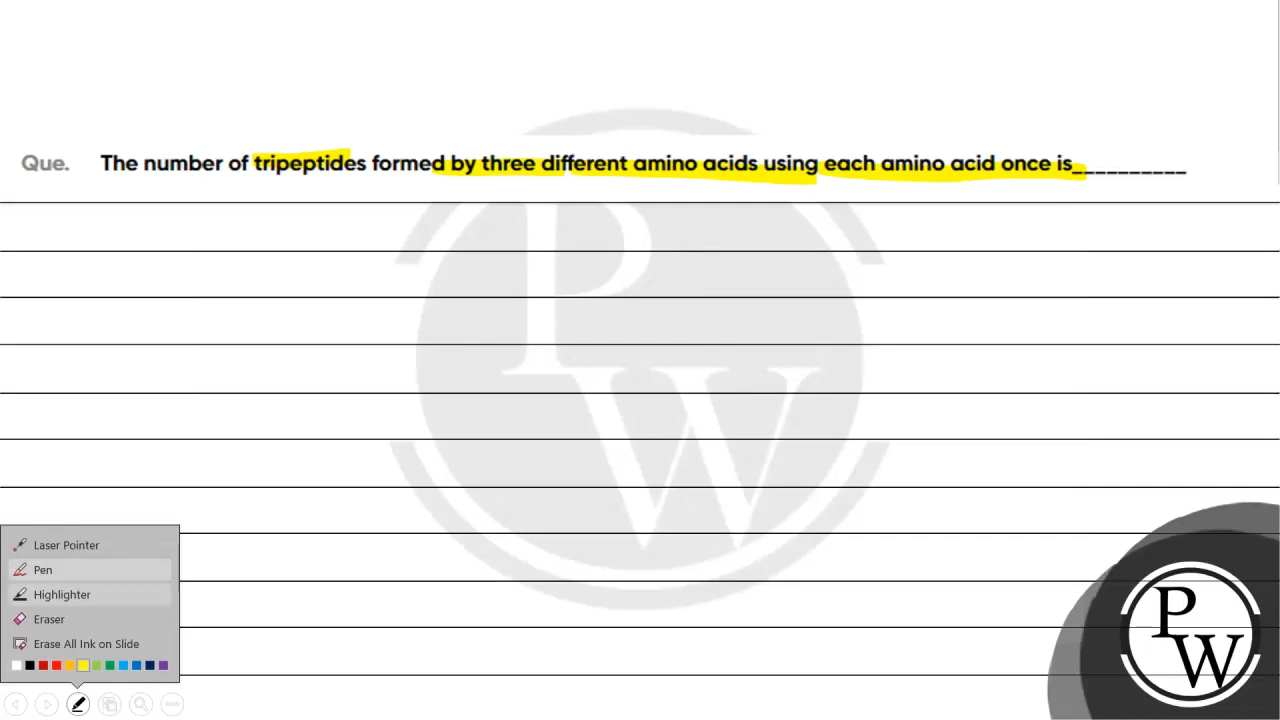 Que. The number of tripeptides formed by three different amino acids using each amino acid once is__________
P
W
Laser Pointer
Pen
Highlighter
Eraser
Erase All Ink on Slide
P
W